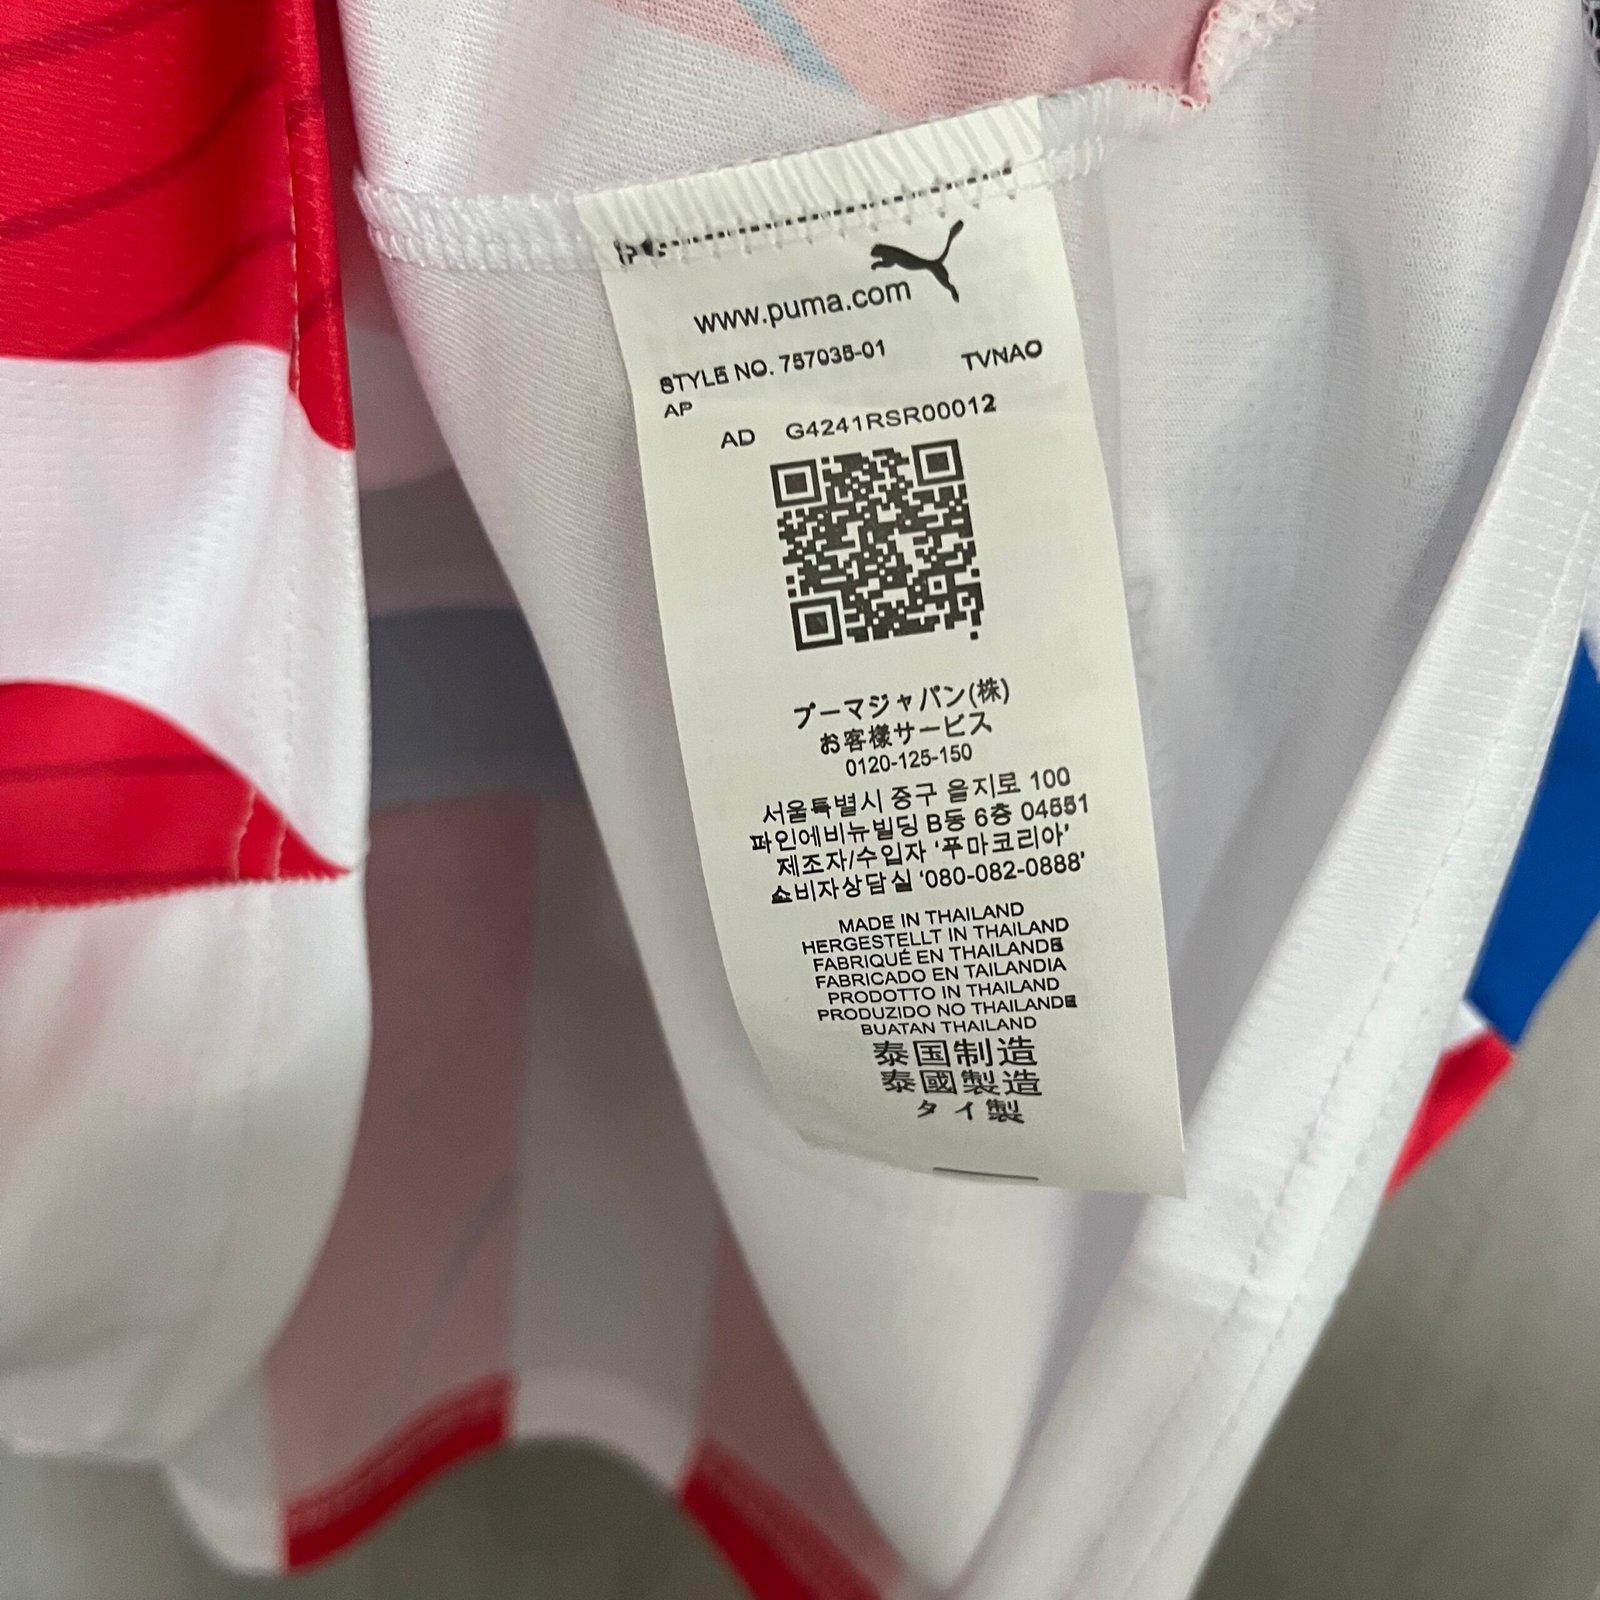 www.puma.com
STYLE NO. 757035-01 TVNAO
AP
AD G4241RSR00012
プーマジャパン(株)
お客様サービス
0120-125-150
서울특별시 중구 을지로 100
파인에비뉴빌딩 B동 6층 04551
제조자/수입자 '푸마코리아'
쇼비자상담실 '080-082-0888'
MADE IN THAILAND
HERGESTELLT IN THAILAND
FABRIQUÉ EN THAILANDE
FABRICADO EN TAILANDIA
PRODOTTO IN THAILAND
PRODUZIDO NO THAILANDE
BUATAN THAILAND
泰国制造
泰國製造
タイ製